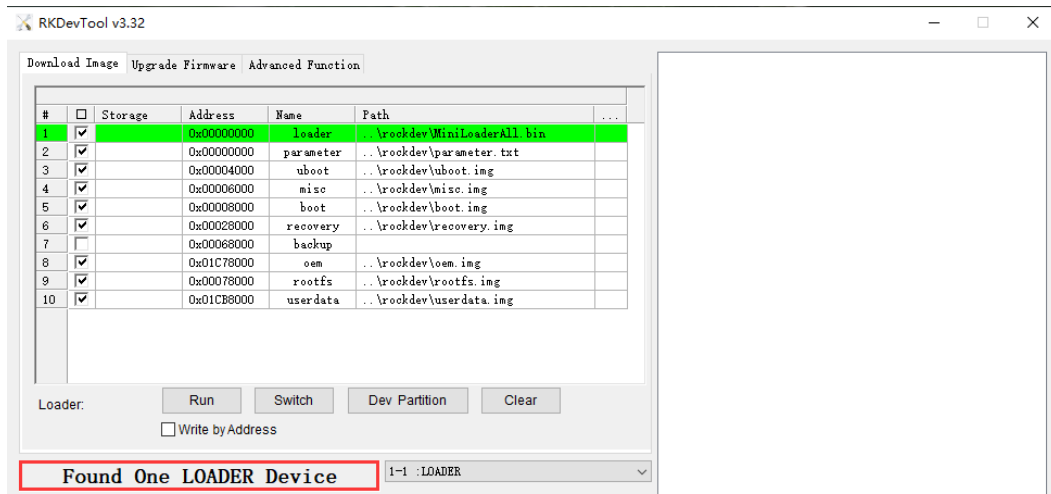 RKDevTool v3.32
Download Image Upgrade Firmware Advanced Function
# Storage Address Name Path ...
1 0x00000000 loader ..\rockdev\MiniLoaderAll.bin
2 0x00000000 parameter ..\rockdev\parameter.txt
3 0x00004000 uboot ..\rockdev\uboot.img
4 0x00006000 misc ..\rockdev\misc.img
5 0x00008000 boot ..\rockdev\boot.img
6 0x00028000 recovery ..\rockdev\recovery.img
7 0x00068000 backup
8 0x01C78000 oem ..\rockdev\oem.img
9 0x00078000 rootfs ..\rockdev\rootfs.img
10 0x01CB8000 userdata ..\rockdev\userdata.img
Loader: Run Switch Dev Partition Clear
Write by Address
Found One LOADER Device 1-1 :LOADER